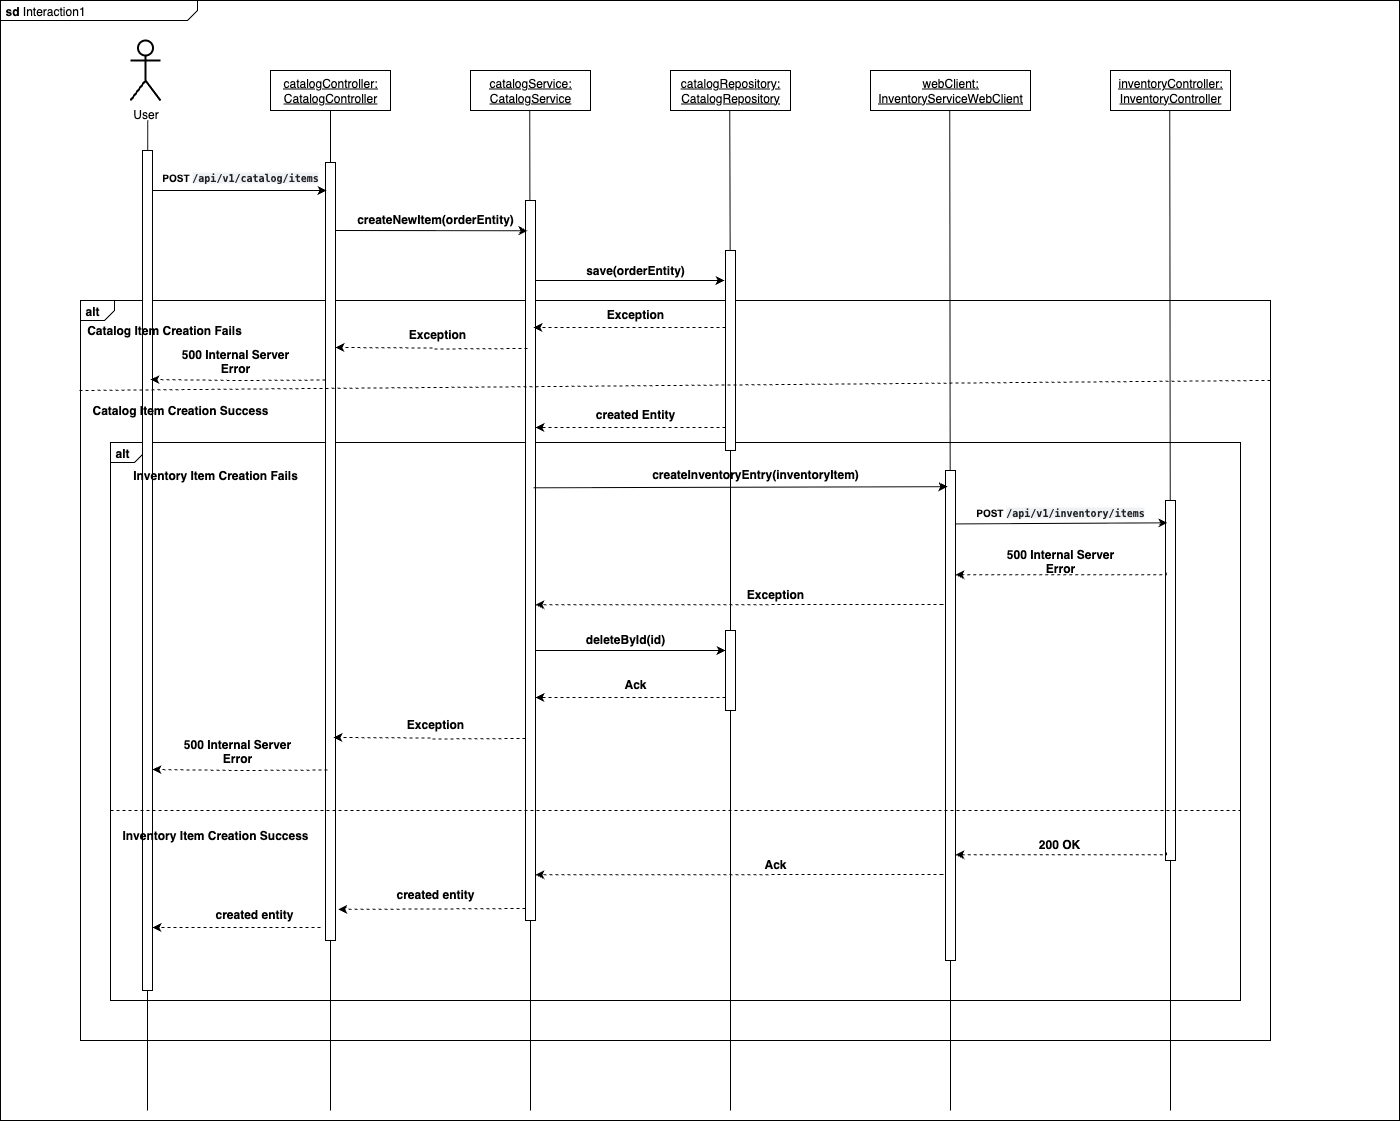 sd Interaction1
User
catalogController:
CatalogController
catalogService:
CatalogService
catalogRepository:
CatalogRepository
webClient:
InventoryServiceWebClient
inventoryController:
InventoryController
POST /api/v1/catalog/items
createNewItem(orderEntity)
save(orderEntity)
alt
Catalog Item Creation Fails
Exception
Exception
500 Internal Server
Error
Catalog Item Creation Success
created Entity
alt
Inventory Item Creation Fails
createInventoryEntry(inventoryItem)
POST /api/v1/inventory/items
500 Internal Server
Error
Exception
deleteById(id)
Ack
Exception
500 Internal Server
Error
Inventory Item Creation Success
200 OK
Ack
created entity
created entity